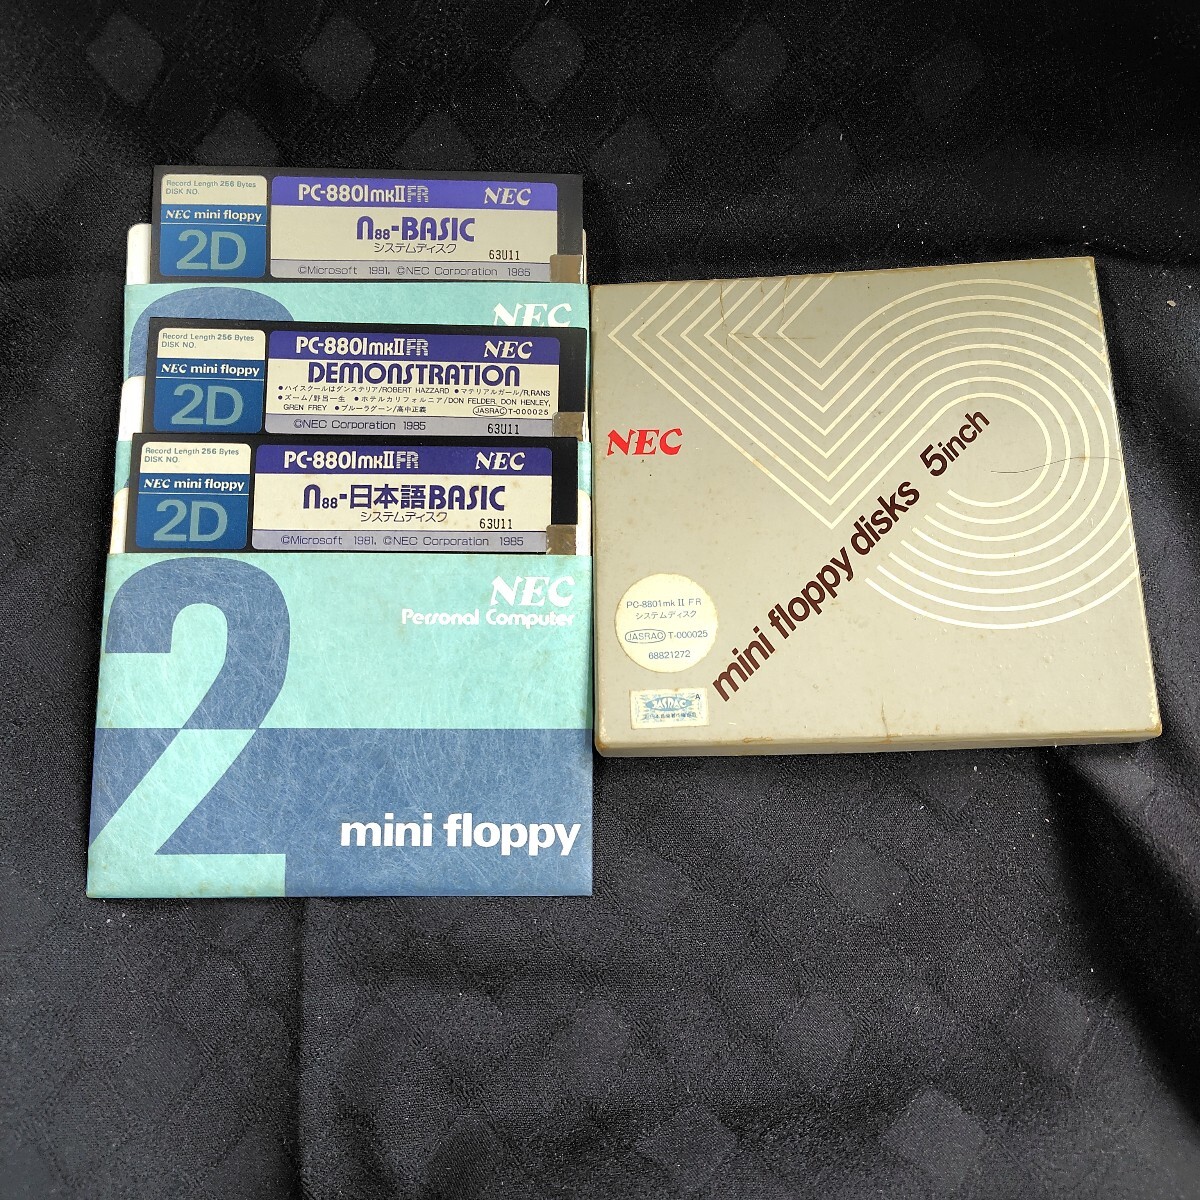 Record Length 256 Bytes
DISK NO.
NEC mini floppy
2D
PC-8801mkIIFR NEC
N88-BASIC
システムディスク
63U11
©Microsoft 1981, ©NEC Corporation 1985
NEC
Record Length 256 Bytes
DISK NO.
NEC mini floppy
2D
PC-8801mkIIFR NEC
DEMONSTRATION
●ハイスクールはダンステリア/ROBERT HAZZARD ●マテリアルガール/R.RANS
●ズーム/野呂一生 ●ホテルカリフォルニア/DON FELDER, DON HENLEY,
GREN FREY ●ブルーラグーン/高中正義 JASRAC T-000025
©NEC Corporation 1985 63U11
Record Length 256 Bytes
DISK NO.
NEC mini floppy
2D
PC-8801mkIIFR NEC
N88-日本語BASIC
システムディスク
63U11
©Microsoft 1981, ©NEC Corporation 1985
2
NEC
Personal Computer
mini floppy
NEC
mini floppy disks 5inch
PC-8801mkII FR
システムディスク
JASRAC T-000025
68821272
JASRAC
A